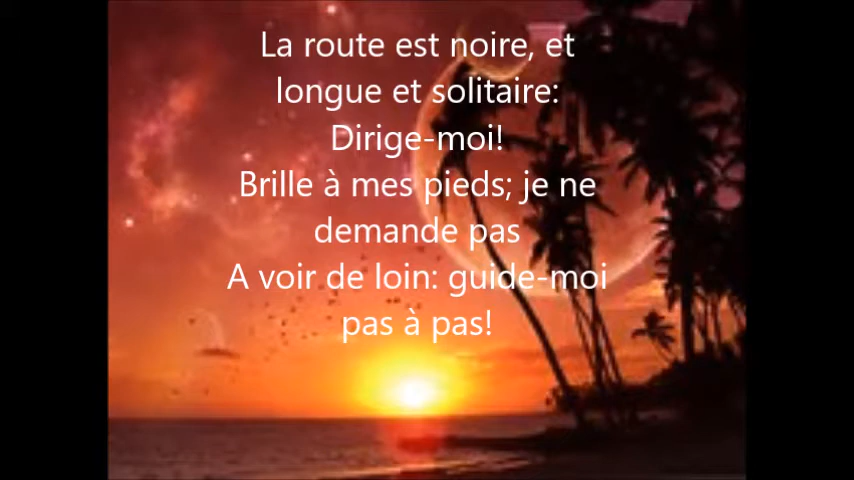 La route est noire, et
longue et solitaire:
Dirige-moi!
Brille à mes pieds; je ne
demande pas
A voir de loin: guide-moi
pas à pas!